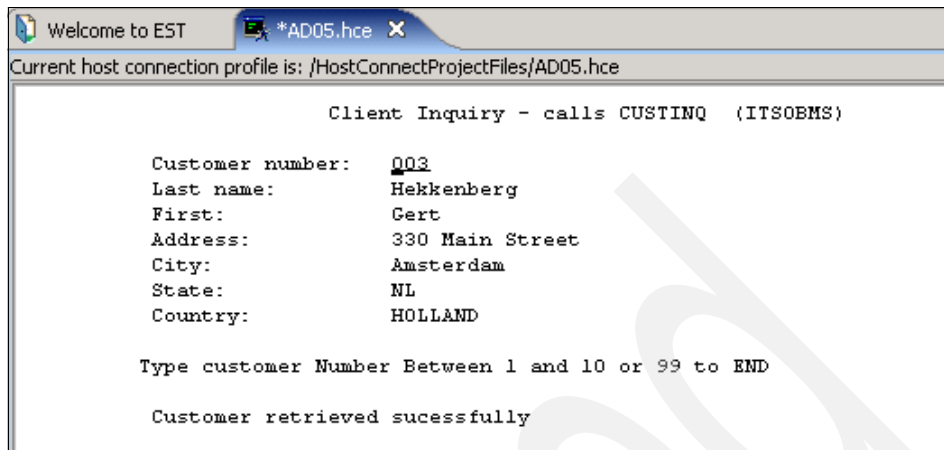 Welcome to EST *AD05.hce
Current host connection profile is: /HostConnectProjectFiles/AD05.hce
Client Inquiry - calls CUSTINQ (ITSOBMS)
Customer number: 003
Last name: Hekkenberg
First: Gert
Address: 330 Main Street
City: Amsterdam
State: NL
Country: HOLLAND
Type customer Number Between 1 and 10 or 99 to END
Customer retrieved sucessfully